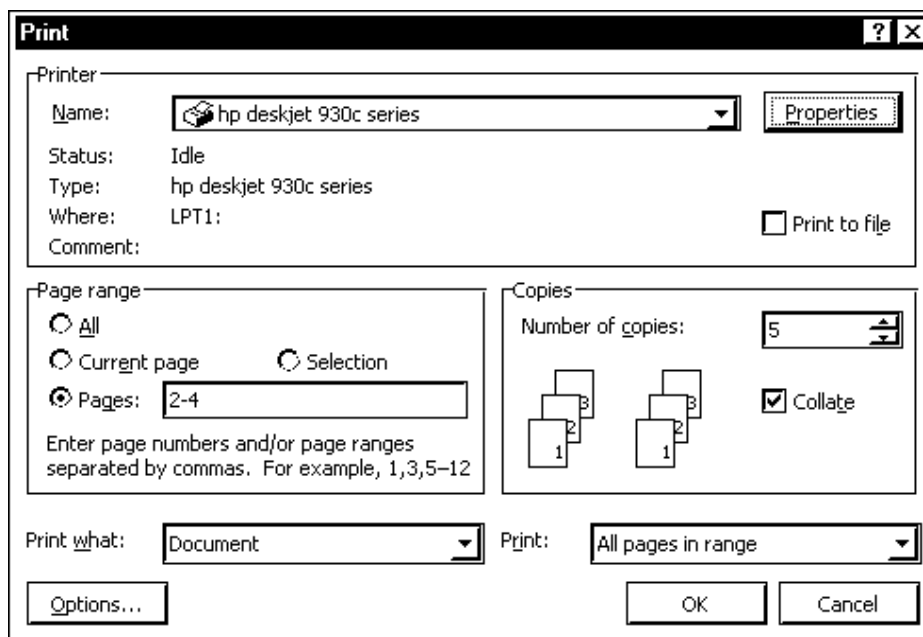 Print
Printer
Name: hp deskjet 930c series Properties
Status: Idle
Type: hp deskjet 930c series
Where: LPT1: Print to file
Comment:
Page range
All
Current page Selection
Pages: 2-4
Enter page numbers and/or page ranges
separated by commas. For example, 1,3,5–12
Copies
Number of copies: 5
3 3
2 2
1 1
Collate
Print what: Document Print: All pages in range
Options... OK Cancel